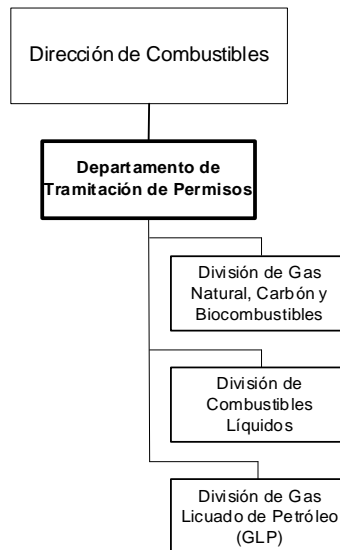 Dirección de Combustibles
Departamento de
Tramitación de Permisos
División de Gas
Natural, Carbón y
Biocombustibles
División de
Combustibles
Líquidos
División de Gas
Licuado de Petróleo
(GLP)